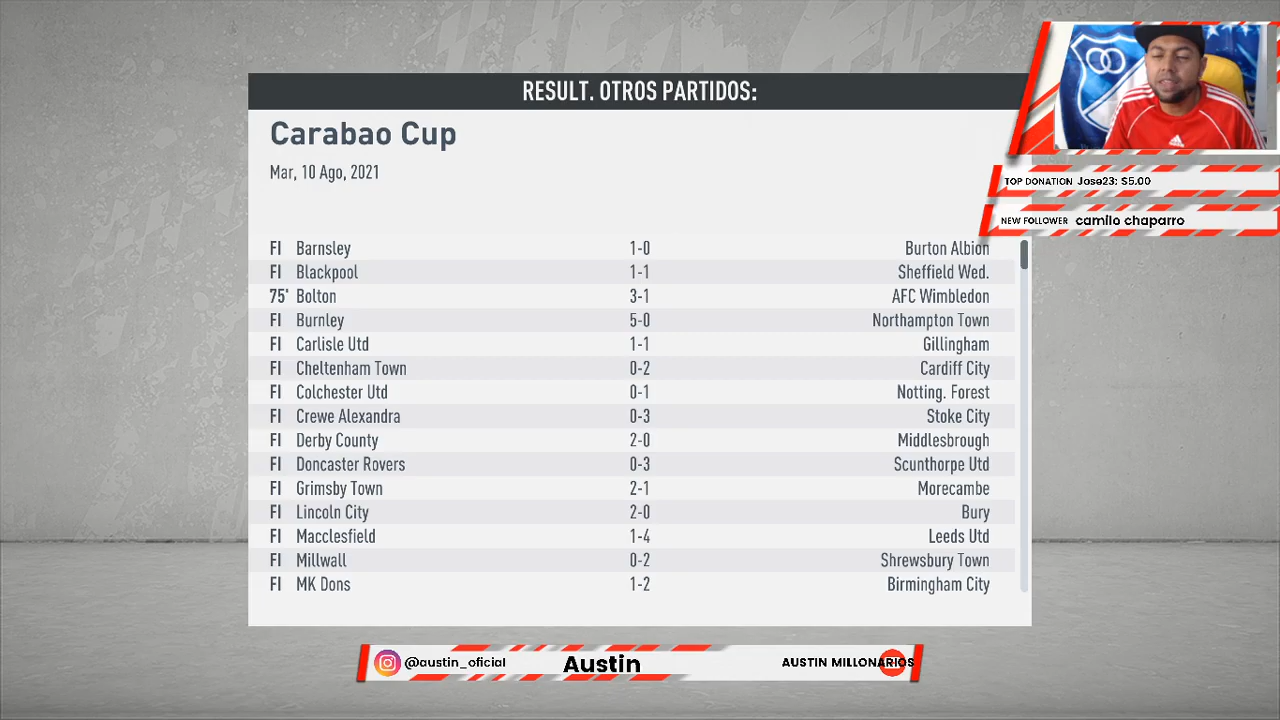 RESULT. OTROS PARTIDOS:
Carabao Cup
Mar, 10 Ago, 2021
TOP DONATION Jose23: $5.00
NEW FOLLOWER camilo chaparro
FI Barnsley 1-0 Burton Albion
FI Blackpool 1-1 Sheffield Wed.
75' Bolton 3-1 AFC Wimbledon
FI Burnley 5-0 Northampton Town
FI Carlisle Utd 1-1 Gillingham
FI Cheltenham Town 0-2 Cardiff City
FI Colchester Utd 0-1 Notting. Forest
FI Crewe Alexandra 0-3 Stoke City
FI Derby County 2-0 Middlesbrough
FI Doncaster Rovers 0-3 Scunthorpe Utd
FI Grimsby Town 2-1 Morecambe
FI Lincoln City 2-0 Bury
FI Macclesfield 1-4 Leeds Utd
FI Millwall 0-2 Shrewsbury Town
FI MK Dons 1-2 Birmingham City
@austin_oficial Austin AUSTIN MILLONARIOS